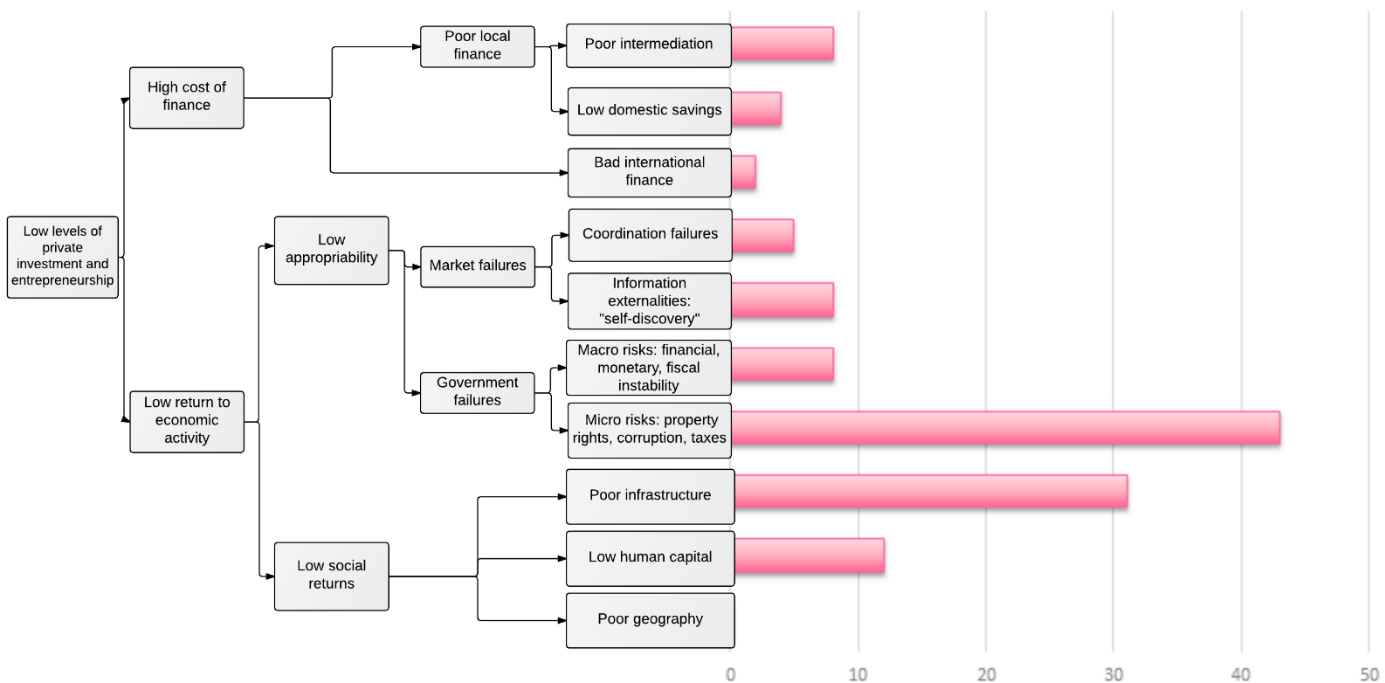 Low levels of
private
investment and
entrepreneurship
High cost of
finance
Low return to
economic
activity
Low
appropriability
Low social
returns
Poor local
finance
Market failures
Government
failures
Poor intermediation
Low domestic savings
Bad international
finance
Coordination failures
Information
externalities:
"self-discovery"
Macro risks: financial,
monetary, fiscal
instability
Micro risks: property
rights, corruption, taxes
Poor infrastructure
Low human capital
Poor geography
0 10 20 30 40 50